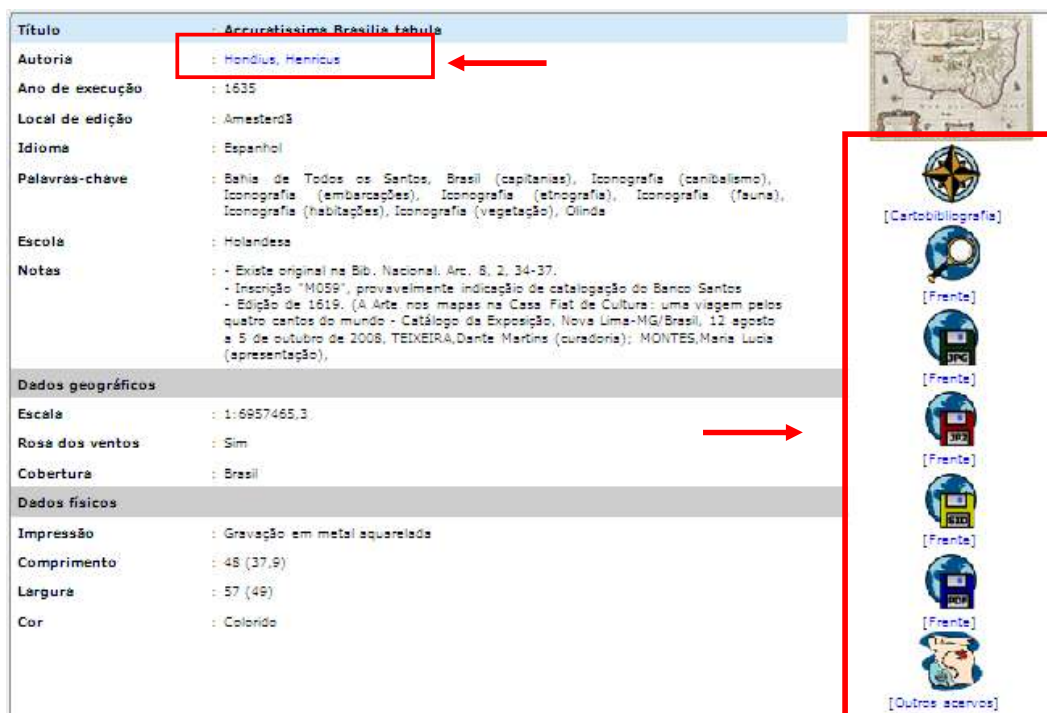 Título : Accuratissima Brasilia tabula
Autoria : Hondius, Henricus
Ano de execução : 1635
Local de edição : Amesterdã
Idioma : Espanhol
Palavras-chave : Bahia de Todos os Santos, Brasil (capitanias), Iconografia (canibalismo),
Iconografia (embarcações), Iconografia (etnografia), Iconografia (fauna),
Iconografia (habitações), Iconografia (vegetação), Olinda
Escola : Holandesa
Notas : - Existe original na Bib. Nacional. Arc. 8, 2, 34-37.
- Inscrição "M059", provavelmente indicação de catalogação do Banco Santos
- Edição de 1619. (A Arte nos mapas na Casa Fiat de Cultura: uma viagem pelos
quatro cantos do mundo - Catálogo da Exposição, Nova Lima-MG/Brasil, 12 agosto
a 5 de outubro de 2008, TEIXEIRA,Dante Martins (curadoria); MONTES,Maria Lucia
(apresentação),
Dados geográficos
Escala : 1:6957465,3
Rosa dos ventos : Sim
Cobertura : Brasil
Dados físicos
Impressão : Gravação em metal aquarelada
Comprimento : 48 (37,9)
Largura : 57 (49)
Cor : Colorido
[Cartobibliografia]
[Frente]
JPG
[Frente]
JP2
[Frente]
SID
[Frente]
PDF
[Frente]
[Outros acervos]